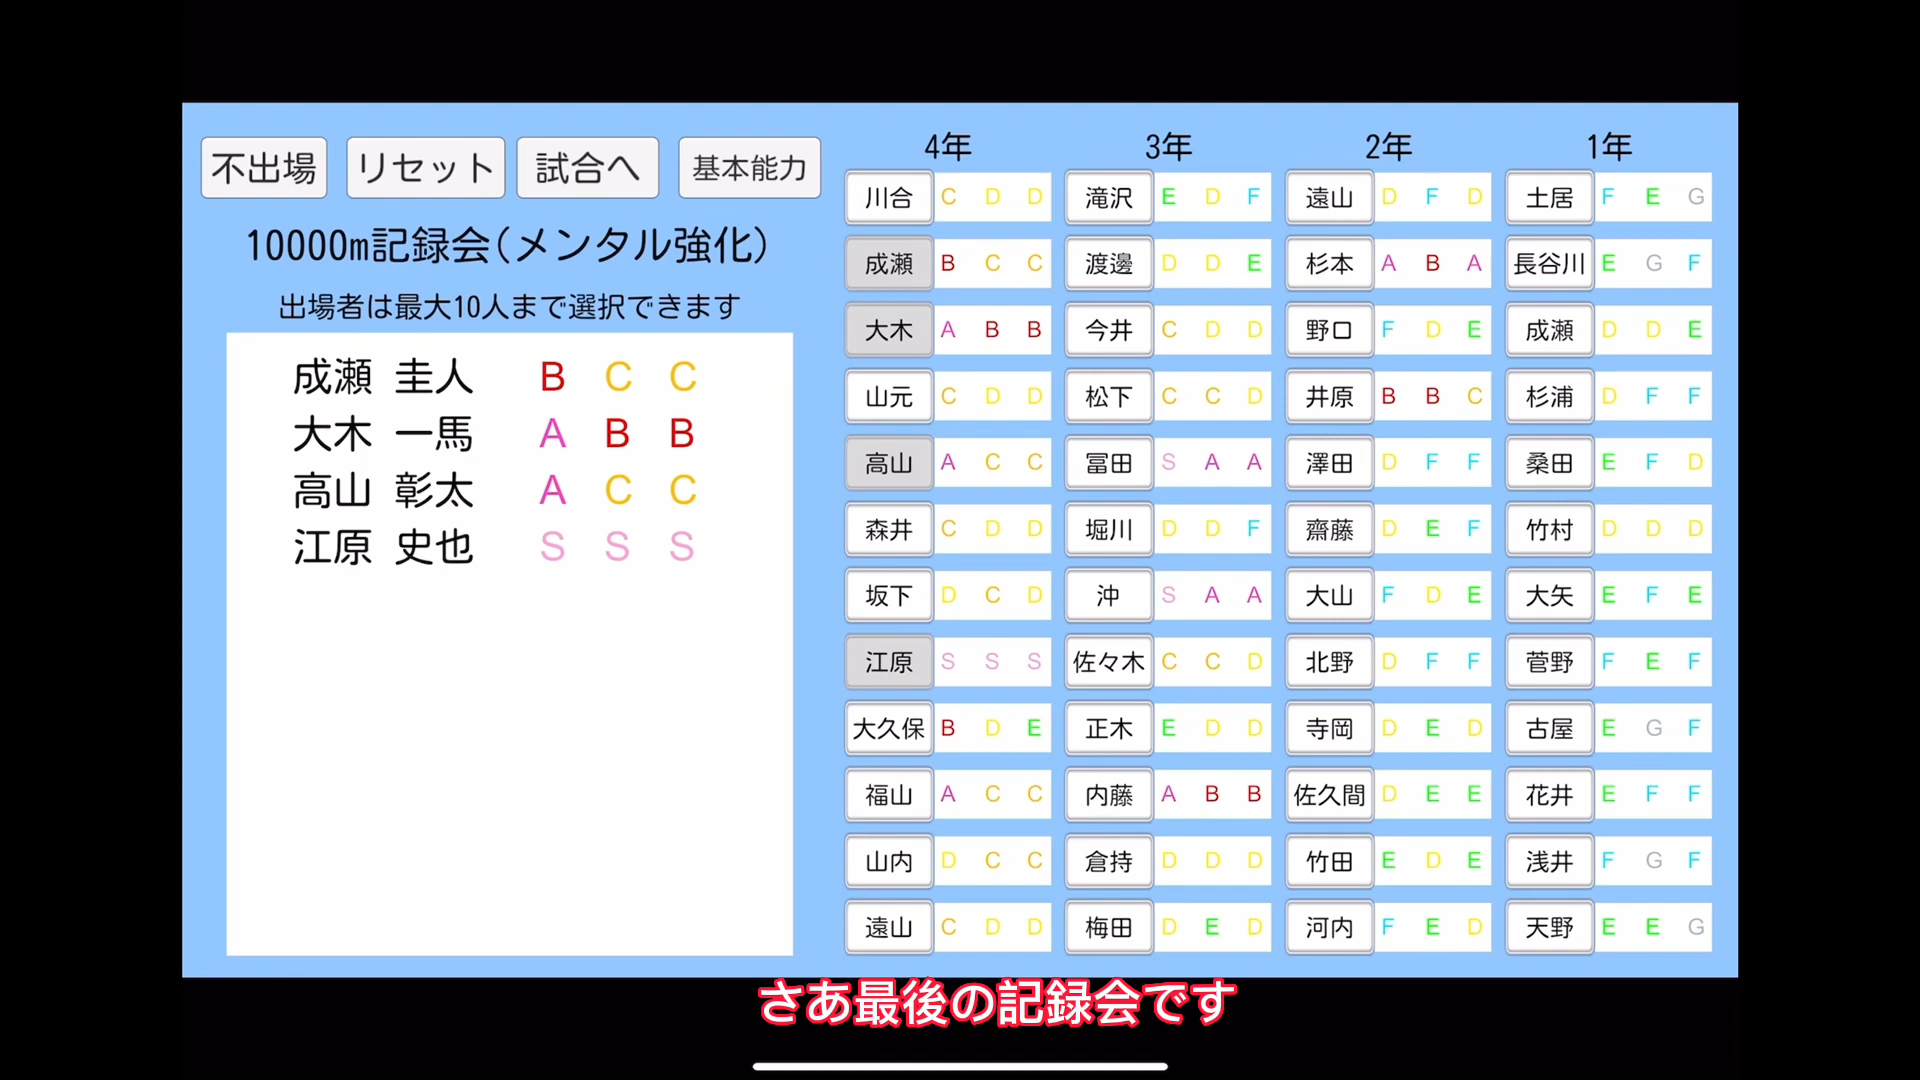 不出場 リセット 試合へ 基本能力
10000m記録会(メンタル強化)
出場者は最大10人まで選択できます
成瀬 圭人 B C C
大木 一馬 A B B
高山 彰太 A C C
江原 史也 S S S
4年 3年 2年 1年
川合 C D D 滝沢 E D F 遠山 D F D 土居 F E G
成瀬 B C C 渡邊 D D E 杉本 A B A 長谷川 E G F
大木 A B B 今井 C D D 野口 F D E 成瀬 D D E
山元 C D D 松下 C C D 井原 B B C 杉浦 D F F
高山 A C C 冨田 S A A 澤田 D F F 桑田 E F D
森井 C D D 堀川 D D F 齋藤 D E F 竹村 D D D
坂下 D C D 沖 S A A 大山 F D E 大矢 E F E
江原 S S S 佐々木 C C D 北野 D F F 菅野 F E F
大久保 B D E 正木 E D D 寺岡 D E D 古屋 E G F
福山 A C C 内藤 A B B 佐久間 D E E 花井 E F F
山内 D C C 倉持 D D D 竹田 E D E 浅井 F G F
遠山 C D D 梅田 D E D 河内 F E D 天野 E E G
さあ最後の記録会です